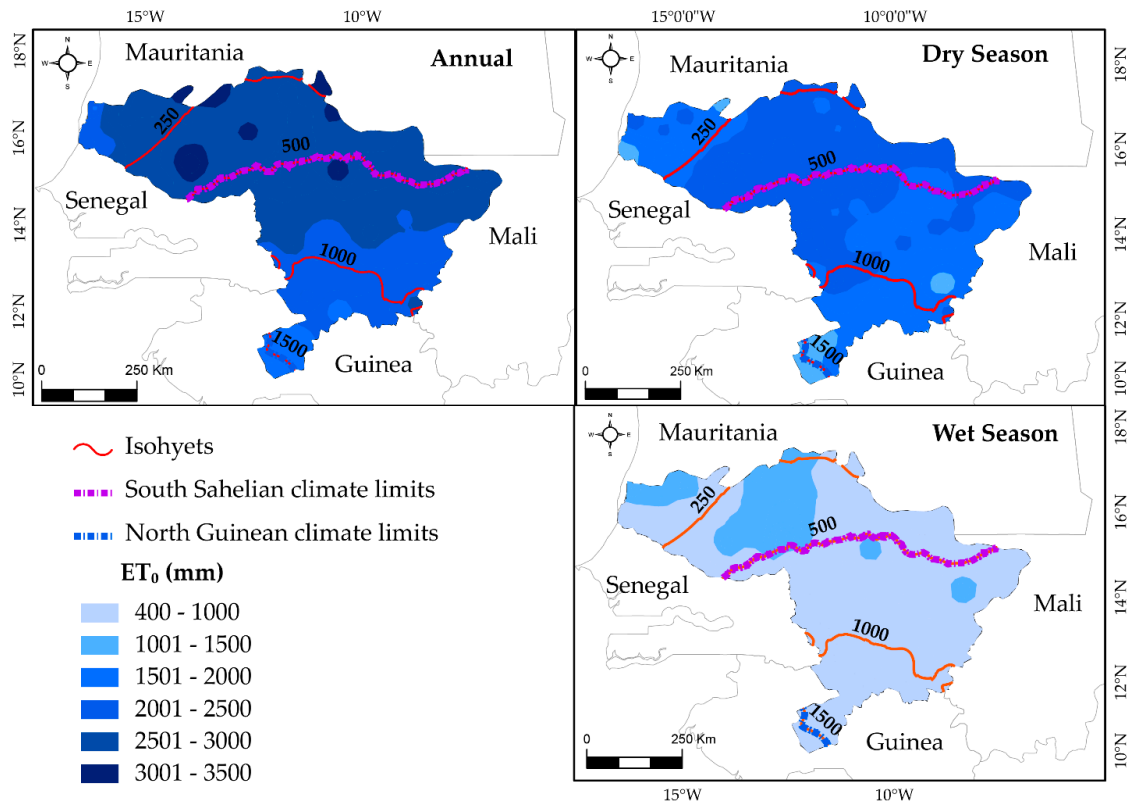 15°W 10°W 15°0'0"W 10°0'0"W
18°N 16°N 14°N 12°N 10°N
N
W E
S
Mauritania
Annual
250
500
Senegal
Mali
1000
1500
Guinea
0 250 Km
N
W E
S
Mauritania
Dry Season
250
500
Senegal
Mali
1000
1500
Guinea
0 250 Km
18°N 16°N 14°N 12°N 10°N
Isohyets
South Sahelian climate limits
North Guinean climate limits
ET₀ (mm)
400 - 1000
1001 - 1500
1501 - 2000
2001 - 2500
2501 - 3000
3001 - 3500
N
W E
S
Mauritania
Wet Season
250
500
Senegal
Mali
1000
1500
Guinea
0 250 Km
18°N 16°N 14°N 12°N 10°N
15°W 10°W